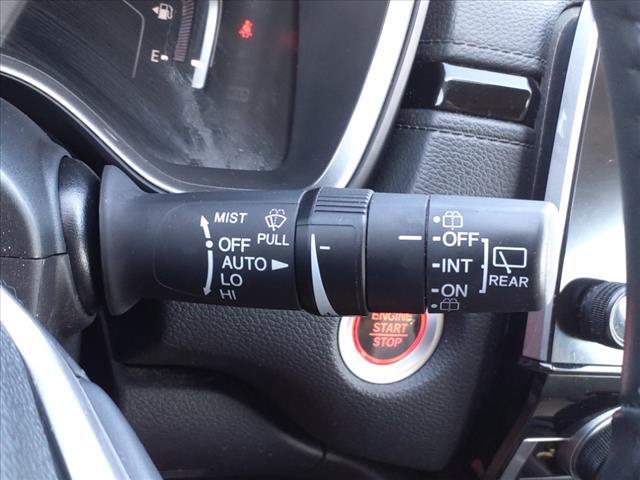 E
MIST
OFF
PULL
AUTO
LO
HI
OFF
INT
ON
REAR
ENGINE
START
STOP